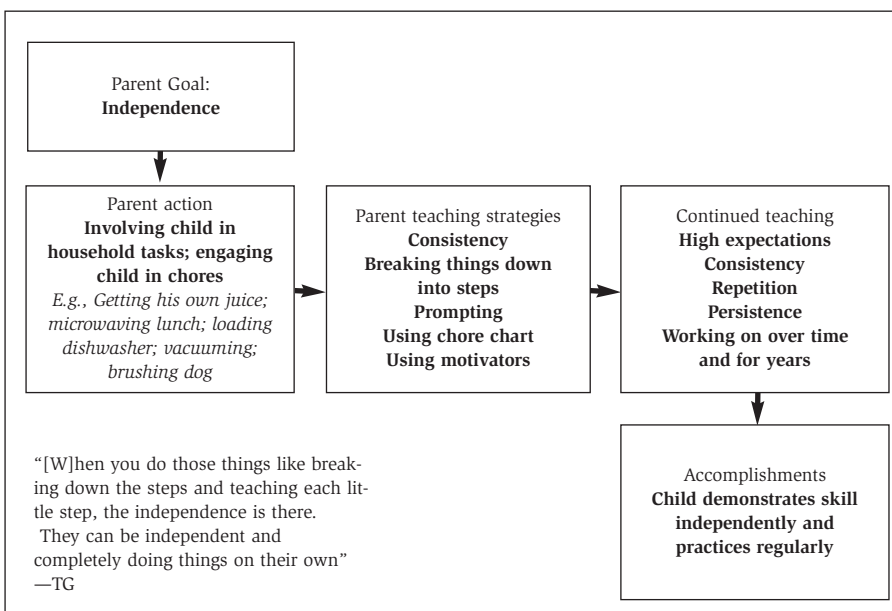 Parent Goal:
Independence
Parent action
Involving child in
household tasks; engaging
child in chores
E.g., Getting his own juice;
microwaving lunch; loading
dishwasher; vacuuming;
brushing dog
Parent teaching strategies
Consistency
Breaking things down
into steps
Prompting
Using chore chart
Using motivators
Continued teaching
High expectations
Consistency
Repetition
Persistence
Working on over time
and for years
Accomplishments
Child demonstrates skill
independently and
practices regularly
“[W]hen you do those things like break-
ing down the steps and teaching each lit-
tle step, the independence is there.
They can be independent and
completely doing things on their own”
—TG